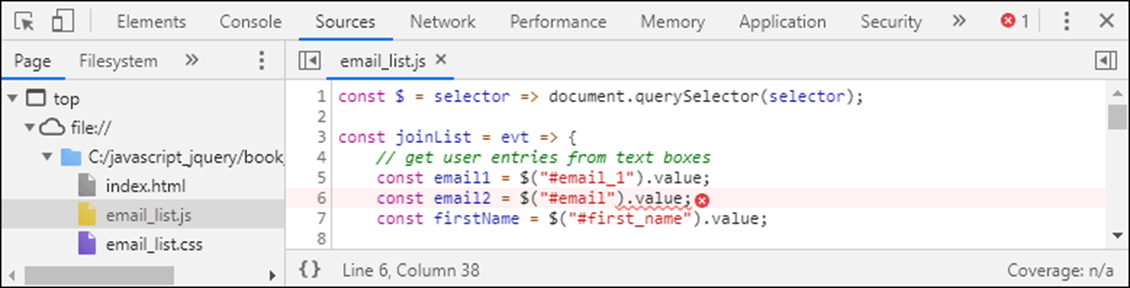 Elements Console Sources Network Performance Memory Application Security » 1
Page Filesystem »
email_list.js ×
top
file://
C:/javascript_jquery/book_
index.html
email_list.js
email_list.css
1 const $ = selector => document.querySelector(selector);
2
3 const joinList = evt => {
4 // get user entries from text boxes
5 const email1 = $("#email_1").value;
6 const email2 = $("#email").value;
7 const firstName = $("#first_name").value;
8
{} Line 6, Column 38 Coverage: n/a